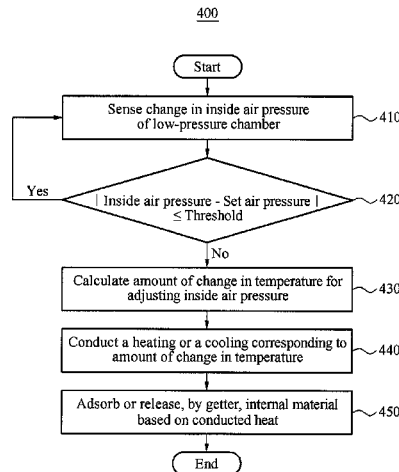 400
Start
Sense change in inside air pressure
of low-pressure chamber
410
Yes
| Inside air pressure - Set air pressure |
≤ Threshold
420
No
Calculate amount of change in temperature for
adjusting inside air pressure
430
Conduct a heating or a cooling corresponding to
amount of change in temperature
440
Adsorb or release, by getter, internal material
based on conducted heat
450
End